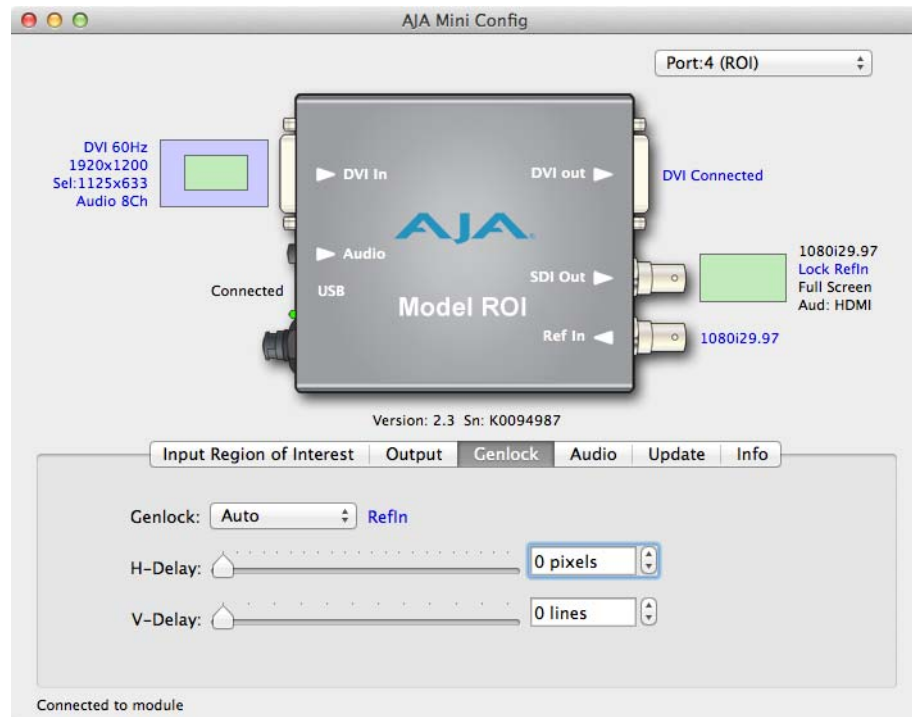 AJA Mini Config
Port:4 (ROI)
DVI 60Hz
1920x1200
Sel:1125x633
Audio 8Ch
DVI In
DVI out
DVI Connected
AJA
Audio
Connected
USB
SDI Out
1080i29.97
Lock RefIn
Full Screen
Aud: HDMI
Model ROI
Ref In
1080i29.97
Version: 2.3 Sn: K0094987
Input Region of Interest Output Genlock Audio Update Info
Genlock: Auto RefIn
H-Delay: 0 pixels
V-Delay: 0 lines
Connected to module